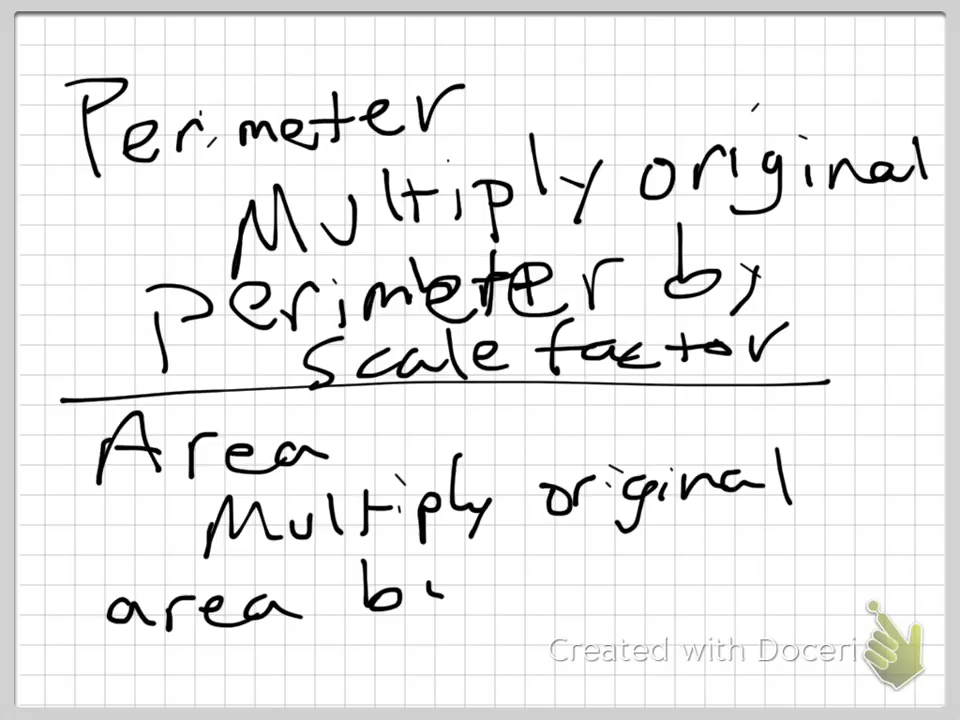 Perimeter
Multiply original
perimeter by
scale factor
Area
Multiply original
area b
Created with Doceri